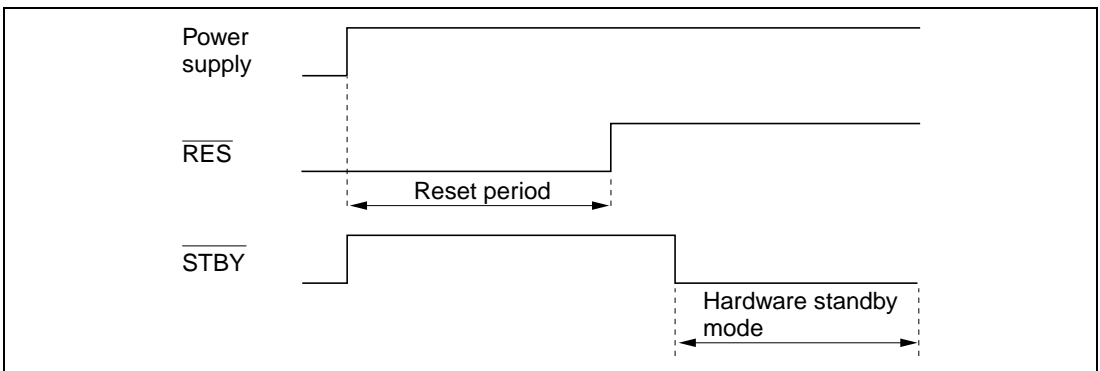 Power
supply
RES
Reset period
STBY
Hardware standby
mode